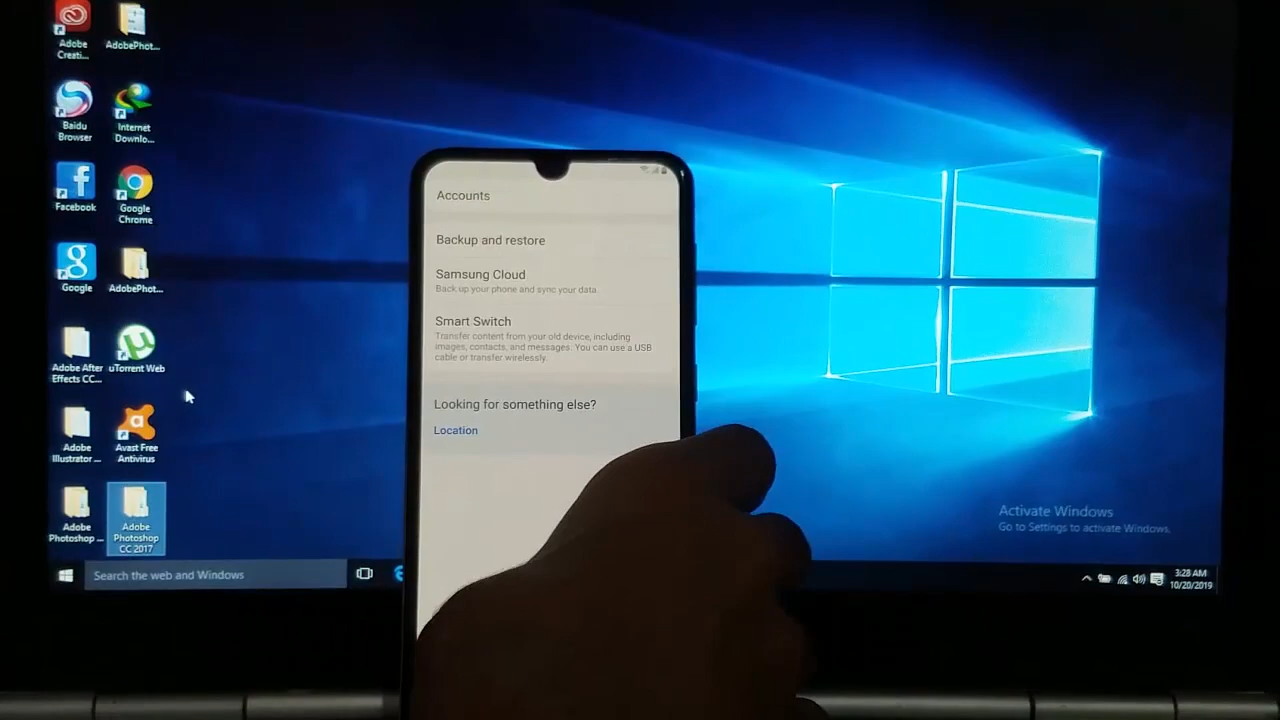 Adobe
Creati...
AdobePhot...
Baidu
Browser
Internet
Downlo...
Facebook
Google
Chrome
Google
AdobePhot...
Adobe After
Effects CC...
uTorrent Web
Adobe
Illustrator ...
Avast Free
Antivirus
Adobe
Photoshop ...
Adobe
Photoshop
CC 2017
Accounts
Backup and restore
Samsung Cloud
Back up your phone and sync your data.
Smart Switch
Transfer content from your old device, including
images, contacts, and messages. You can use a USB
cable or transfer wirelessly.
Looking for something else?
Location
Activate Windows
Go to Settings to activate Windows.
Search the web and Windows
3:28 AM
10/20/2019